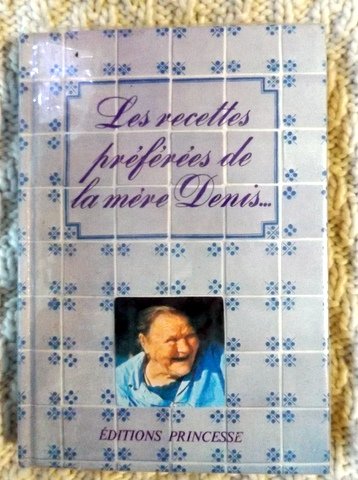 Les recettes
préférées de
la mère Denis...
ÉDITIONS PRINCESSE